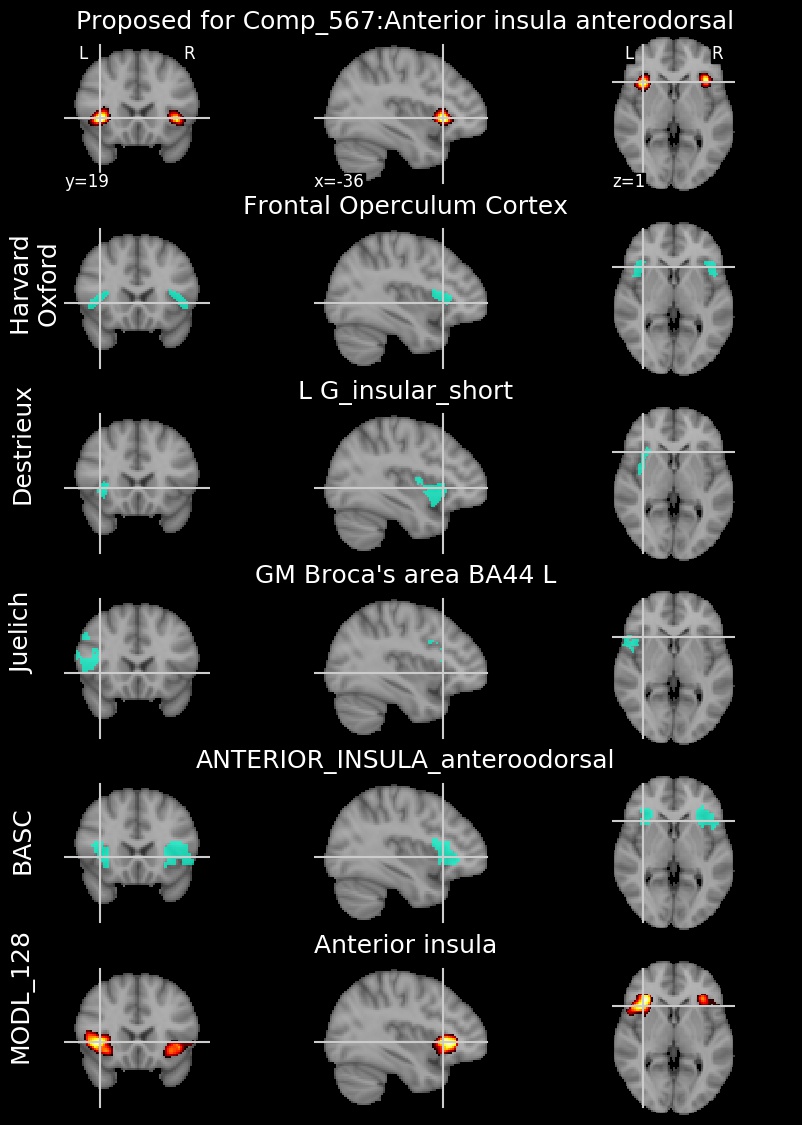 Proposed for Comp_567:Anterior insula anterodorsal
L R L R
y=19 x=-36 z=1
Frontal Operculum Cortex
Harvard
Oxford
L G_insular_short
Destrieux
GM Broca's area BA44 L
Juelich
ANTERIOR_INSULA_anteroodorsal
BASC
Anterior insula
MODL_128